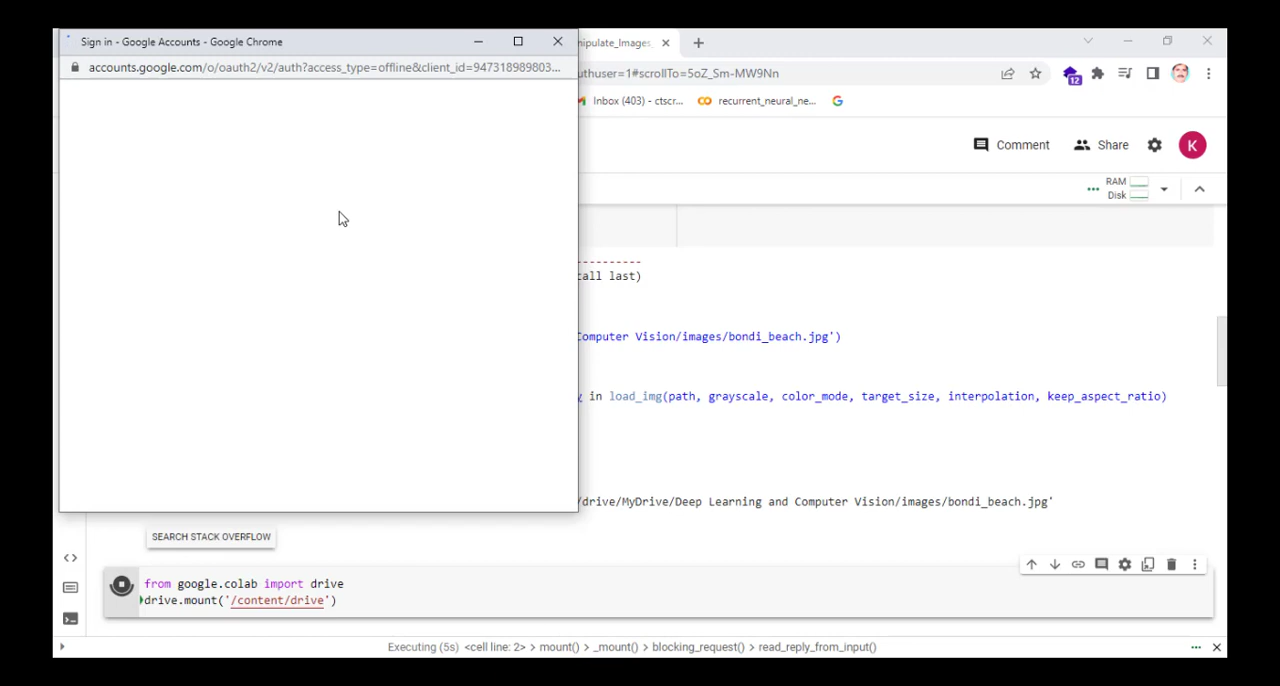 Sign in - Google Accounts - Google Chrome
accounts.google.com/o/oauth2/v2/auth?access_type=offline&client_id=947318989803...
nipulate_Images_
uthuser=1#scrollTo=5oZ_Sm-MW9Nn
12
Inbox (403) - ctscr...
recurrent_neural_ne...
Comment
Share
K
RAM
Disk
----------
call last)
Computer Vision/images/bondi_beach.jpg')
y in load_img(path, grayscale, color_mode, target_size, interpolation, keep_aspect_ratio)
/drive/MyDrive/Deep Learning and Computer Vision/images/bondi_beach.jpg'
SEARCH STACK OVERFLOW
from google.colab import drive
drive.mount('/content/drive')
Executing (5s) <cell line: 2> > mount() > _mount() > blocking_request() > read_reply_from_input()